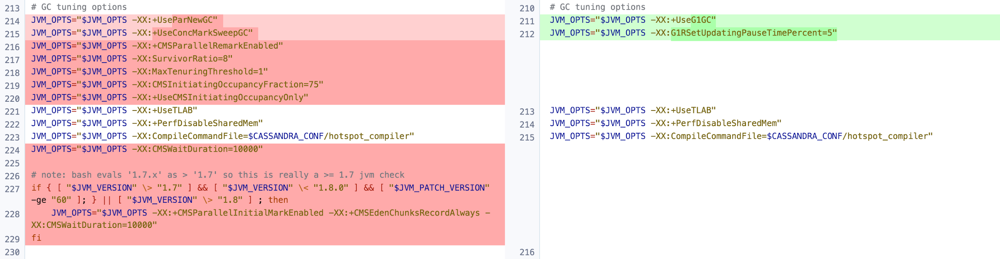 213 # GC tuning options
214 JVM_OPTS="$JVM_OPTS -XX:+UseParNewGC"
215 JVM_OPTS="$JVM_OPTS -XX:+UseConcMarkSweepGC"
216 JVM_OPTS="$JVM_OPTS -XX:+CMSParallelRemarkEnabled"
217 JVM_OPTS="$JVM_OPTS -XX:SurvivorRatio=8"
218 JVM_OPTS="$JVM_OPTS -XX:MaxTenuringThreshold=1"
219 JVM_OPTS="$JVM_OPTS -XX:CMSInitiatingOccupancyFraction=75"
220 JVM_OPTS="$JVM_OPTS -XX:+UseCMSInitiatingOccupancyOnly"
221 JVM_OPTS="$JVM_OPTS -XX:+UseTLAB"
222 JVM_OPTS="$JVM_OPTS -XX:+PerfDisableSharedMem"
223 JVM_OPTS="$JVM_OPTS -XX:CompileCommandFile=$CASSANDRA_CONF/hotspot_compiler"
224 JVM_OPTS="$JVM_OPTS -XX:CMSWaitDuration=10000"
225
226 # note: bash evals '1.7.x' as > '1.7' so this is really a >= 1.7 jvm check
227 if { [ "$JVM_VERSION" \> "1.7" ] && [ "$JVM_VERSION" \< "1.8.0" ] && [ "$JVM_PATCH_VERSION"
-ge "60" ]; } || [ "$JVM_VERSION" \> "1.8" ] ; then
228     JVM_OPTS="$JVM_OPTS -XX:+CMSParallelInitialMarkEnabled -XX:+CMSEdenChunksRecordAlways -
XX:CMSWaitDuration=10000"
229 fi
230
210 # GC tuning options
211 JVM_OPTS="$JVM_OPTS -XX:+UseG1GC"
212 JVM_OPTS="$JVM_OPTS -XX:G1RSetUpdatingPauseTimePercent=5"
213 JVM_OPTS="$JVM_OPTS -XX:+UseTLAB"
214 JVM_OPTS="$JVM_OPTS -XX:+PerfDisableSharedMem"
215 JVM_OPTS="$JVM_OPTS -XX:CompileCommandFile=$CASSANDRA_CONF/hotspot_compiler"
216